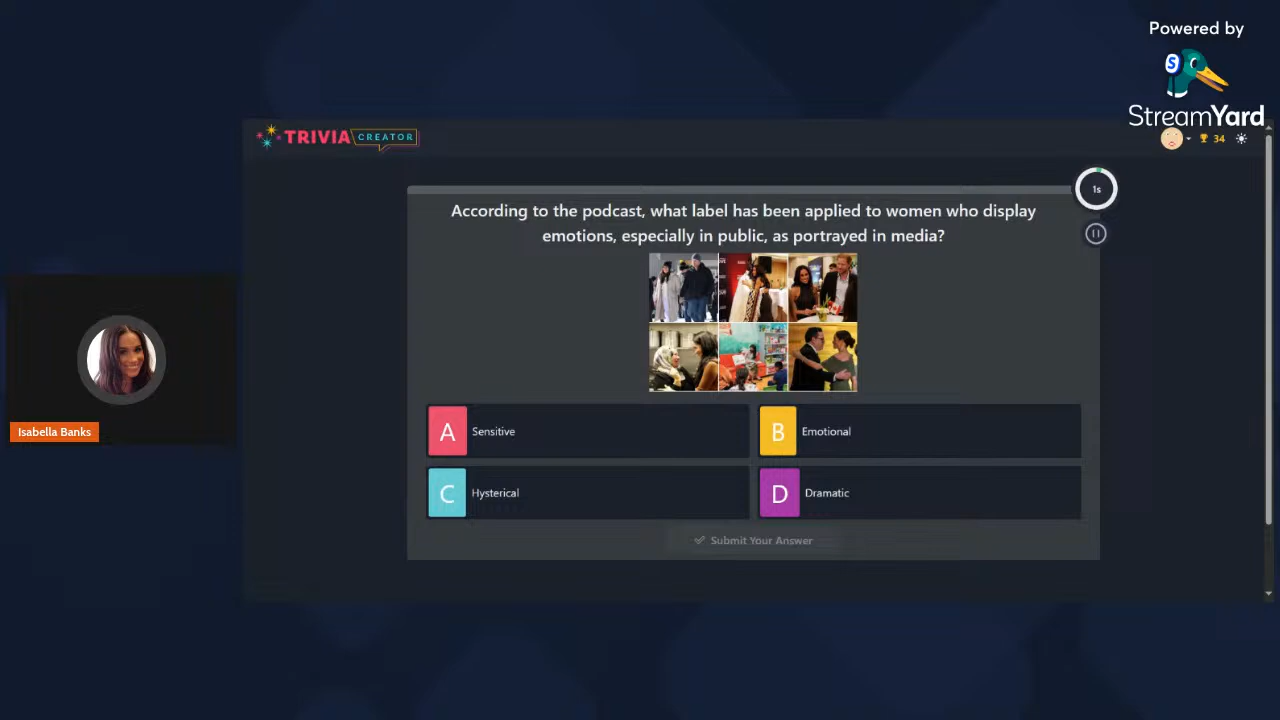 Powered by
S
StreamYard
TRIVIA CREATOR
34
1s
According to the podcast, what label has been applied to women who display
emotions, especially in public, as portrayed in media?
A Sensitive
B Emotional
C Hysterical
D Dramatic
Submit Your Answer
Isabella Banks